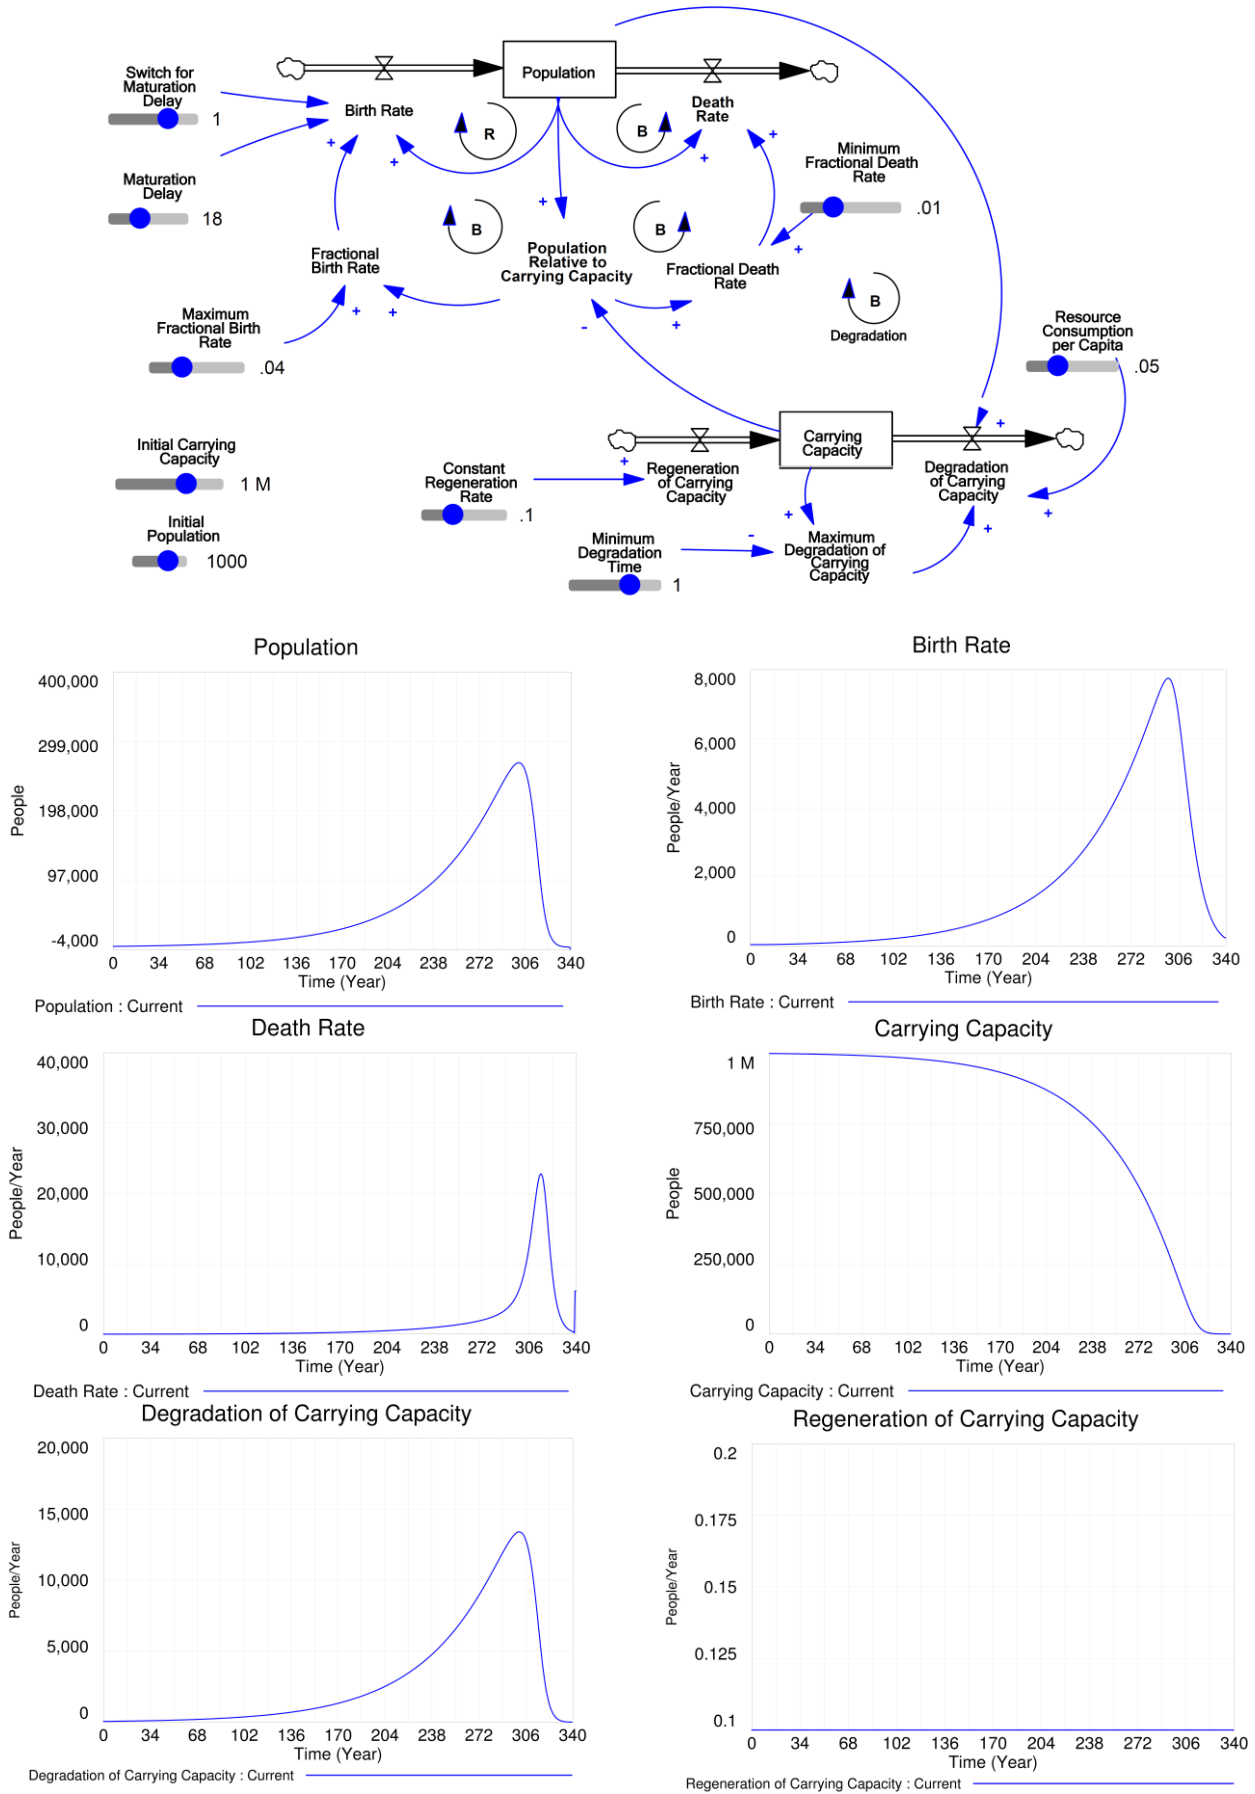 Switch for
Maturation
Delay
1
Maturation
Delay
18
Birth Rate
Population
Death
Rate
R
B
+
+
+
+
Minimum
Fractional Death
Rate
.01
+
B
B
+
Fractional
Birth Rate
Population
Relative to
Carrying Capacity
Fractional Death
Rate
+
+
+
-
B
Degradation
Maximum
Fractional Birth
Rate
.04
Resource
Consumption
per Capita
.05
Initial Carrying
Capacity
1 M
Initial
Population
1000
Constant
Regeneration
Rate
.1
+
Regeneration
of Carrying
Capacity
Carrying
Capacity
+
Degradation
of Carrying
Capacity
+
+
+
-
Minimum
Degradation
Time
1
Maximum
Degradation of
Carrying
Capacity
Population
400,000
299,000
198,000
97,000
-4,000
People
0 34 68 102 136 170 204 238 272 306 340
Time (Year)
Population : Current
Birth Rate
8,000
6,000
4,000
2,000
0
People/Year
0 34 68 102 136 170 204 238 272 306 340
Time (Year)
Birth Rate : Current
Death Rate
40,000
30,000
20,000
10,000
0
People/Year
0 34 68 102 136 170 204 238 272 306 340
Time (Year)
Death Rate : Current
Carrying Capacity
1 M
750,000
500,000
250,000
0
People
0 34 68 102 136 170 204 238 272 306 340
Time (Year)
Carrying Capacity : Current
Degradation of Carrying Capacity
20,000
15,000
10,000
5,000
0
People/Year
0 34 68 102 136 170 204 238 272 306 340
Time (Year)
Degradation of Carrying Capacity : Current
Regeneration of Carrying Capacity
0.2
0.175
0.15
0.125
0.1
People/Year
0 34 68 102 136 170 204 238 272 306 340
Time (Year)
Regeneration of Carrying Capacity : Current